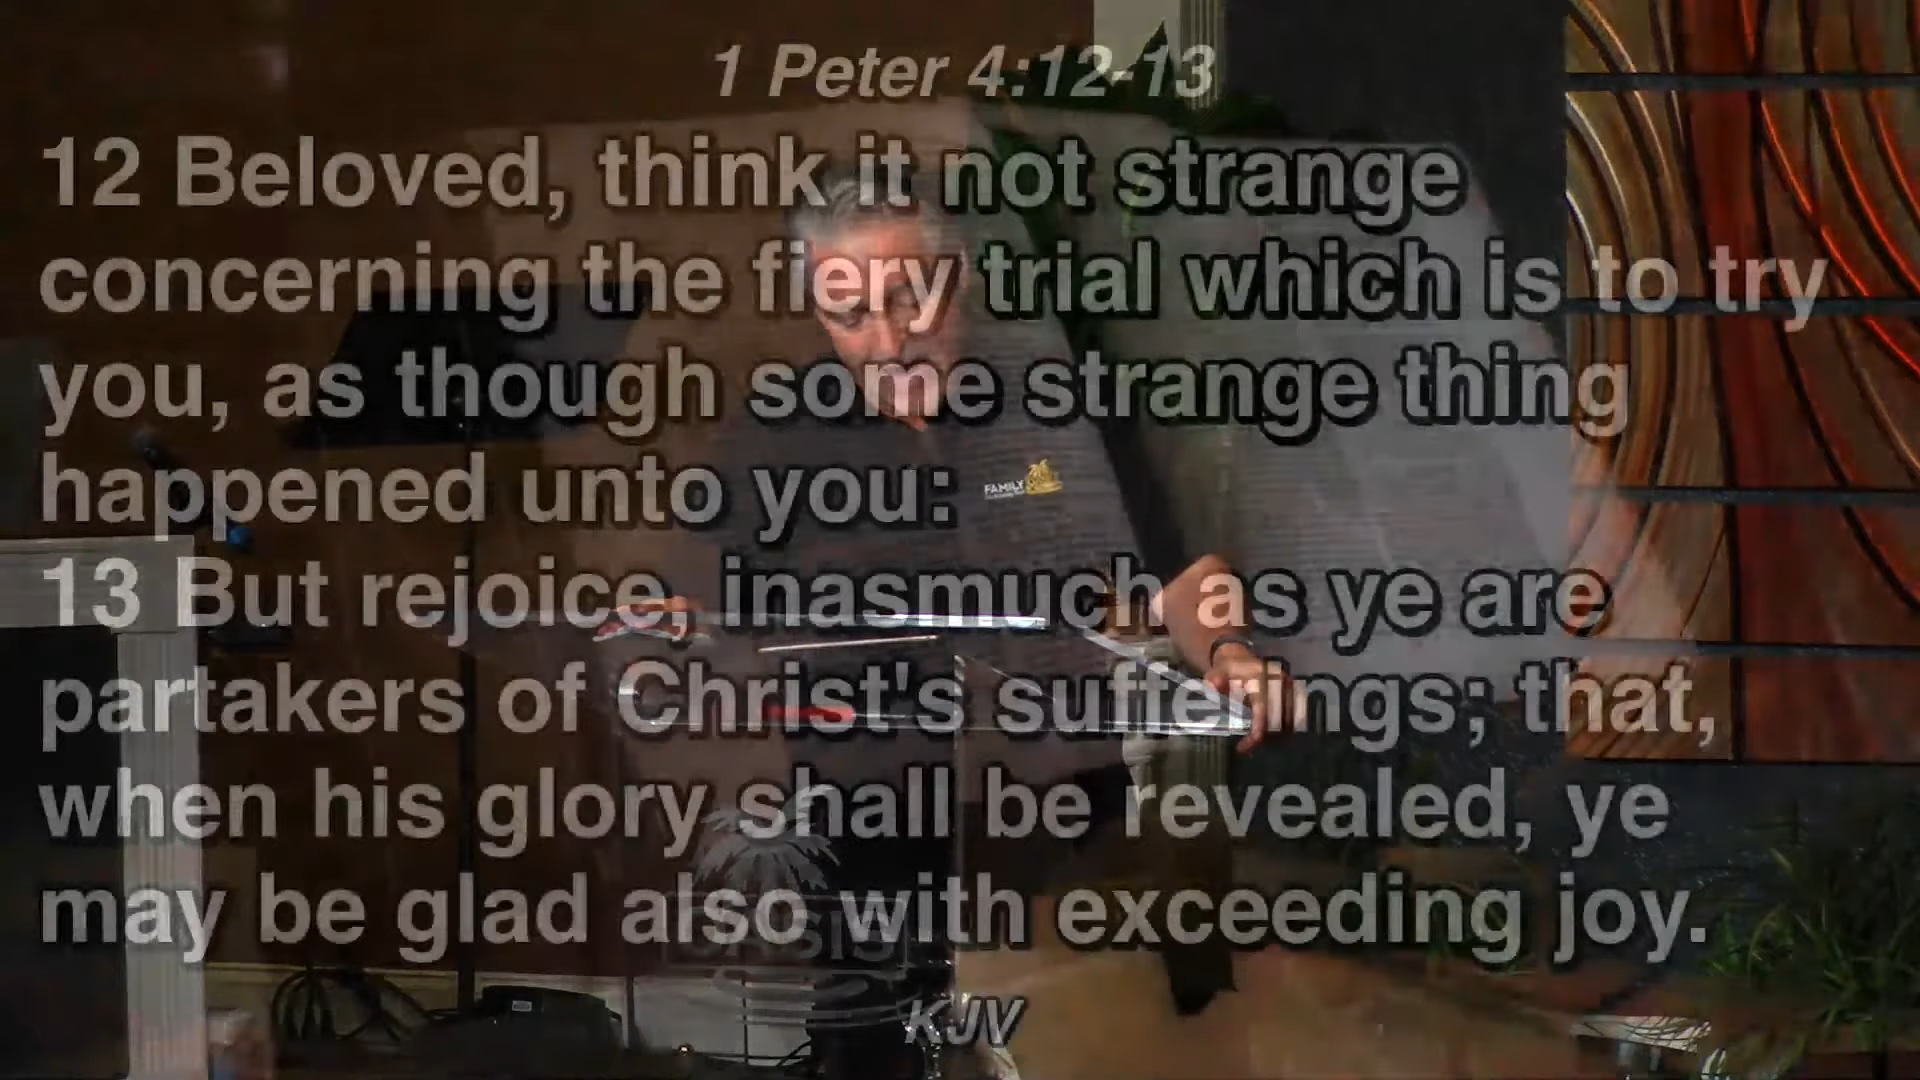 1 Peter 4:12-13
12 Beloved, think it not strange
concerning the fiery trial which is to try
you, as though some strange thing
happened unto you:
FAMILY
13 But rejoice, inasmuch as ye are
partakers of Christ's sufferings; that,
when his glory shall be revealed, ye
may be glad also with exceeding joy.
OASIS
KJV